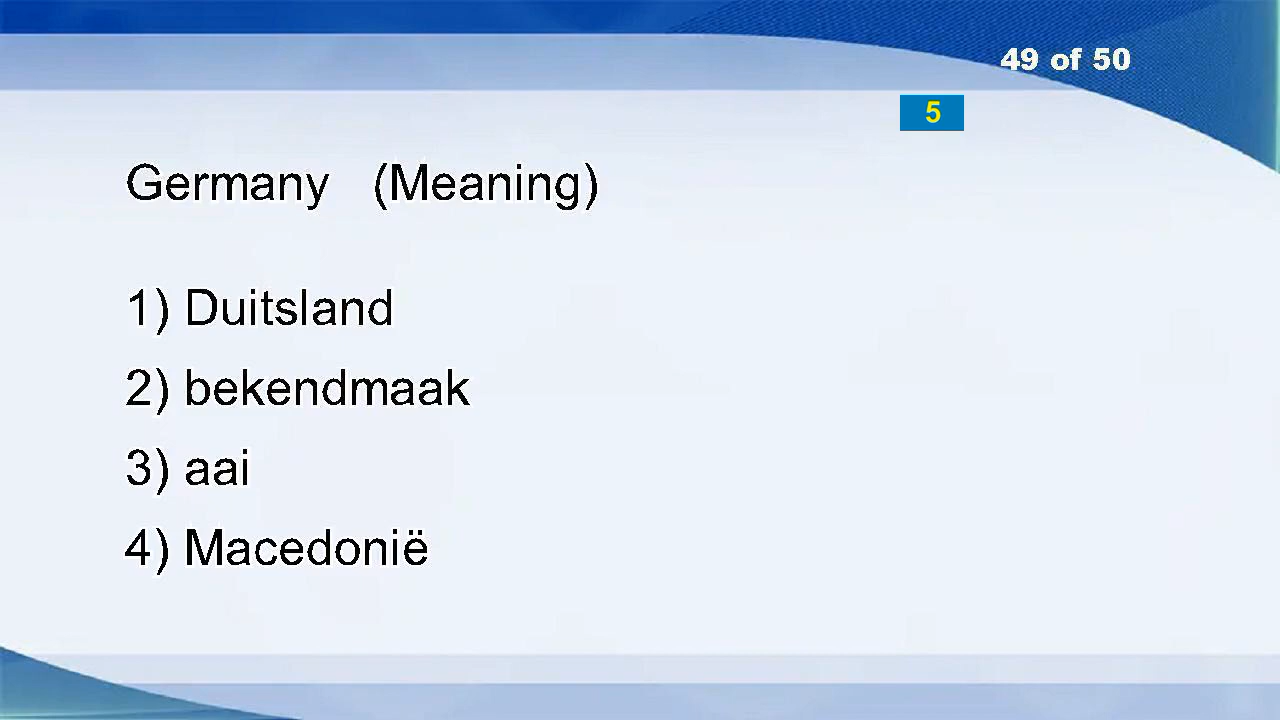 49 of 50
5
Germany (Meaning)
1) Duitsland
2) bekendmaak
3) aai
4) Macedonië